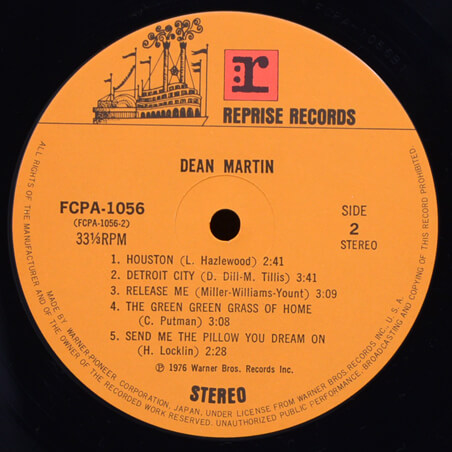 r
REPRISE RECORDS
DEAN MARTIN
FCPA-1056
(FCPA-1056-2)
33⅓RPM
SIDE
2
STEREO
1. HOUSTON (L. Hazlewood) 2:41
2. DETROIT CITY (D. Dill-M. Tillis) 3:41
3. RELEASE ME (Miller-Williams-Yount) 3:09
4. THE GREEN GREEN GRASS OF HOME
(C. Putman) 3:08
5. SEND ME THE PILLOW YOU DREAM ON
(H. Locklin) 2:28
Ⓟ 1976 Warner Bros. Records Inc.
STEREO
ALL RIGHTS OF THE MANUFACTURER AND OF THE OWNER OF THE RECORDED WORK RESERVED. UNAUTHORIZED PUBLIC PERFORMANCE, BROADCASTING AND COPYING OF THIS RECORD PROHIBITED.
MADE BY WARNER-PIONEER CORPORATION, JAPAN, UNDER LICENSE FROM WARNER BROS. RECORDS INC. U.S.A.